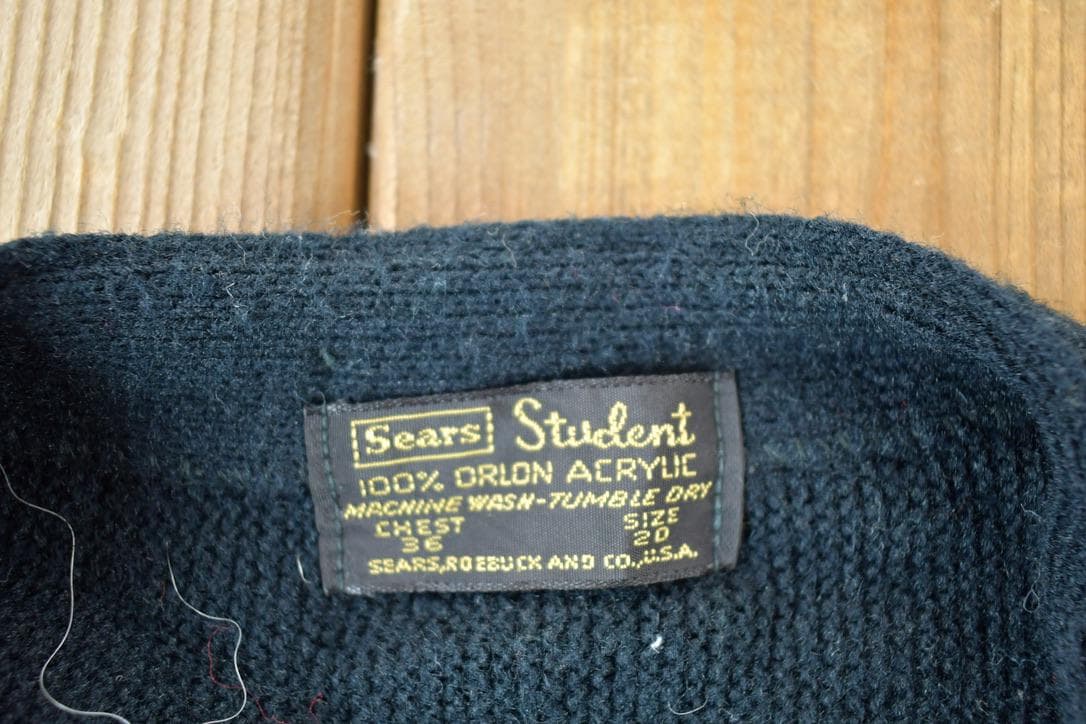 Sears Student
100% ORLON ACRYLIC
MACHINE WASH-TUMBLE DRY
CHEST SIZE
36 20
SEARS,ROEBUCK AND CO.,U.S.A.